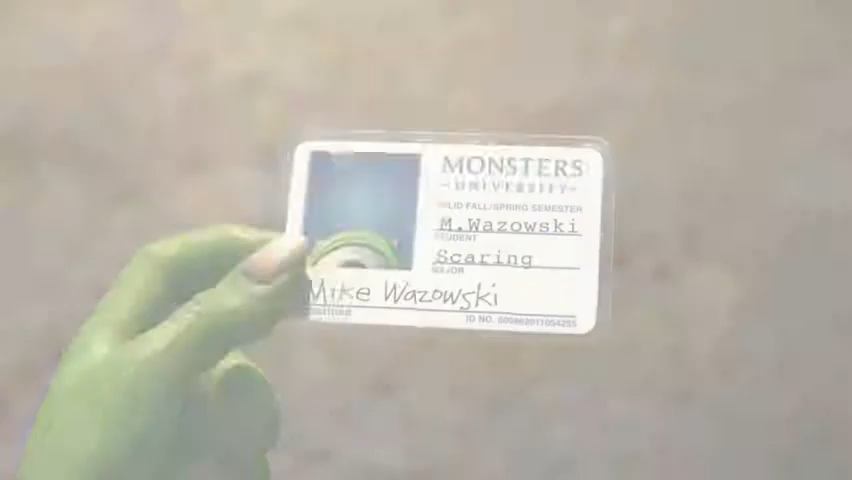 MONSTERS
-UNIVERSITY-
VALID FALL/SPRING SEMESTER
M.Wazowski
STUDENT
Scaring
MAJOR
Mike Wazowski
ID NO.